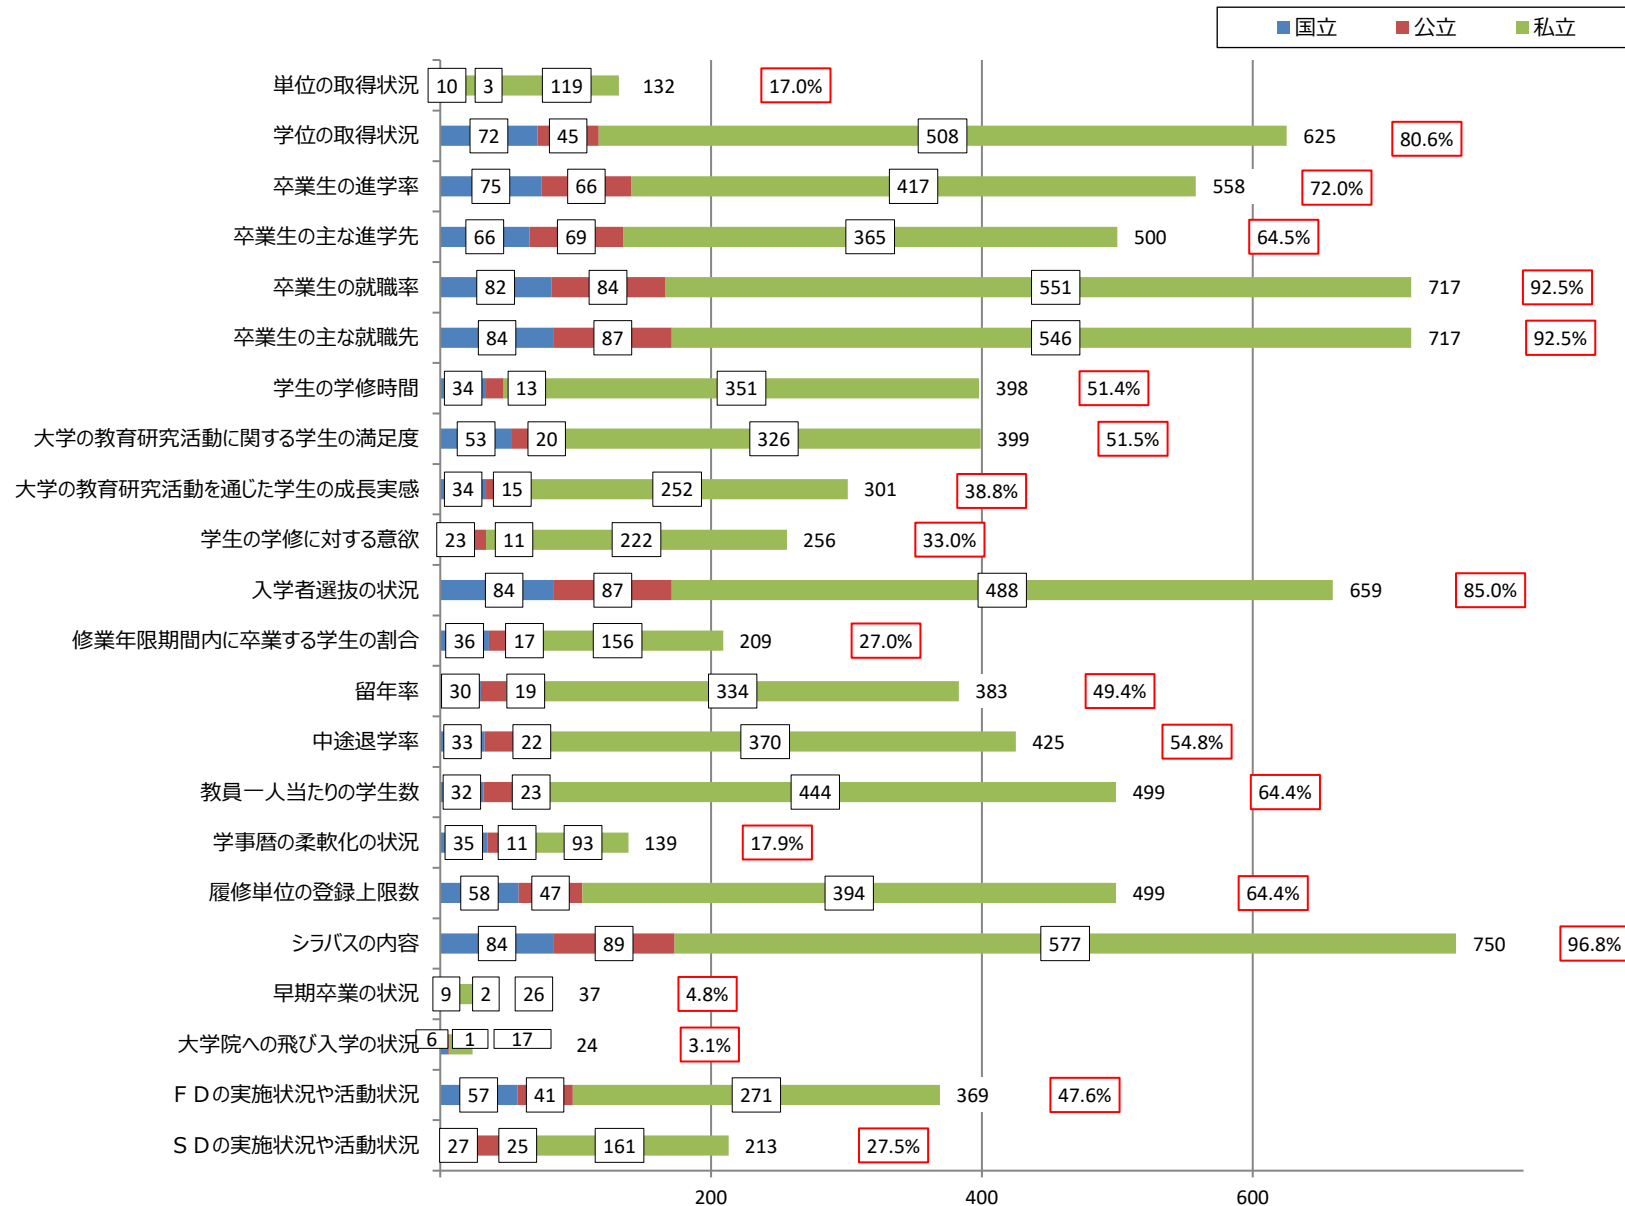 国立 公立 私立
単位の取得状況 10 3 119 132 17.0%
学位の取得状況 72 45 508 625 80.6%
卒業生の進学率 75 66 417 558 72.0%
卒業生の主な進学先 66 69 365 500 64.5%
卒業生の就職率 82 84 551 717 92.5%
卒業生の主な就職先 84 87 546 717 92.5%
学生の学修時間 34 13 351 398 51.4%
大学の教育研究活動に関する学生の満足度 53 20 326 399 51.5%
大学の教育研究活動を通じた学生の成長実感 34 15 252 301 38.8%
学生の学修に対する意欲 23 11 222 256 33.0%
入学者選抜の状況 84 87 488 659 85.0%
修業年限期間内に卒業する学生の割合 36 17 156 209 27.0%
留年率 30 19 334 383 49.4%
中途退学率 33 22 370 425 54.8%
教員一人当たりの学生数 32 23 444 499 64.4%
学事暦の柔軟化の状況 35 11 93 139 17.9%
履修単位の登録上限数 58 47 394 499 64.4%
シラバスの内容 84 89 577 750 96.8%
早期卒業の状況 9 2 26 37 4.8%
大学院への飛び入学の状況 6 1 17 24 3.1%
ＦＤの実施状況や活動状況 57 41 271 369 47.6%
ＳＤの実施状況や活動状況 27 25 161 213 27.5%
200 400 600